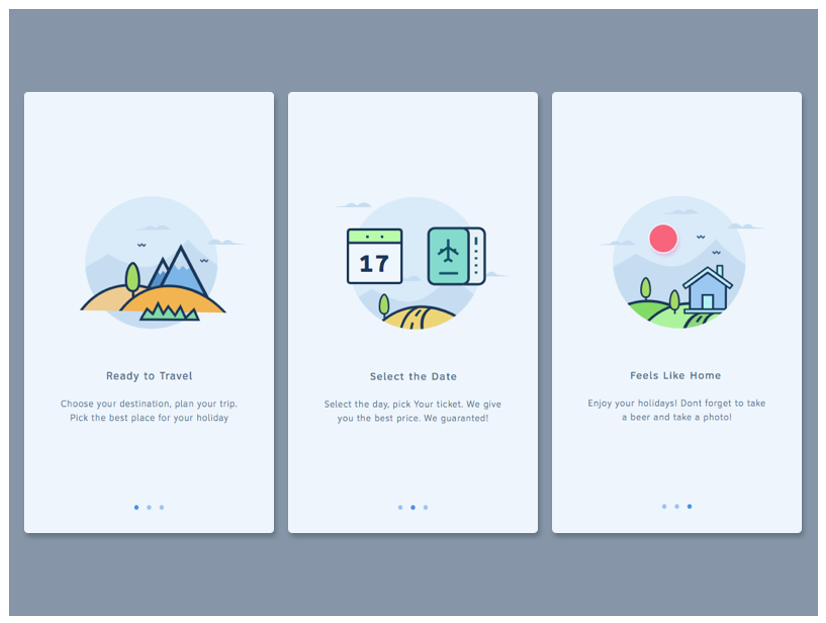 Ready to Travel
Choose your destination, plan your trip.
Pick the best place for your holiday
17
Select the Date
Select the day, pick Your ticket. We give
you the best price. We guaranted!
Feels Like Home
Enjoy your holidays! Dont forget to take
a beer and take a photo!